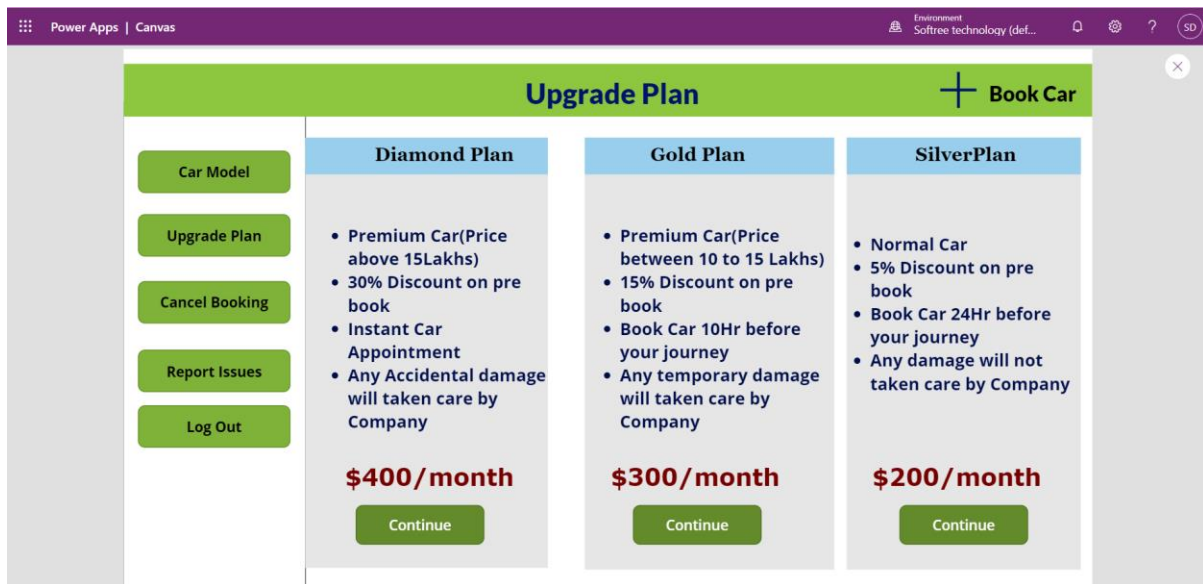 Power Apps | Canvas
Environment
Softree technology (def...
?
SD
Upgrade Plan
Book Car
Car Model
Upgrade Plan
Cancel Booking
Report Issues
Log Out
Diamond Plan
• Premium Car(Price
above 15Lakhs)
• 30% Discount on pre
book
• Instant Car
Appointment
• Any Accidental damage
will taken care by
Company
$400/month
Continue
Gold Plan
• Premium Car(Price
between 10 to 15 Lakhs)
• 15% Discount on pre
book
• Book Car 10Hr before
your journey
• Any temporary damage
will taken care by
Company
$300/month
Continue
SilverPlan
• Normal Car
• 5% Discount on pre
book
• Book Car 24Hr before
your journey
• Any damage will not
taken care by Company
$200/month
Continue